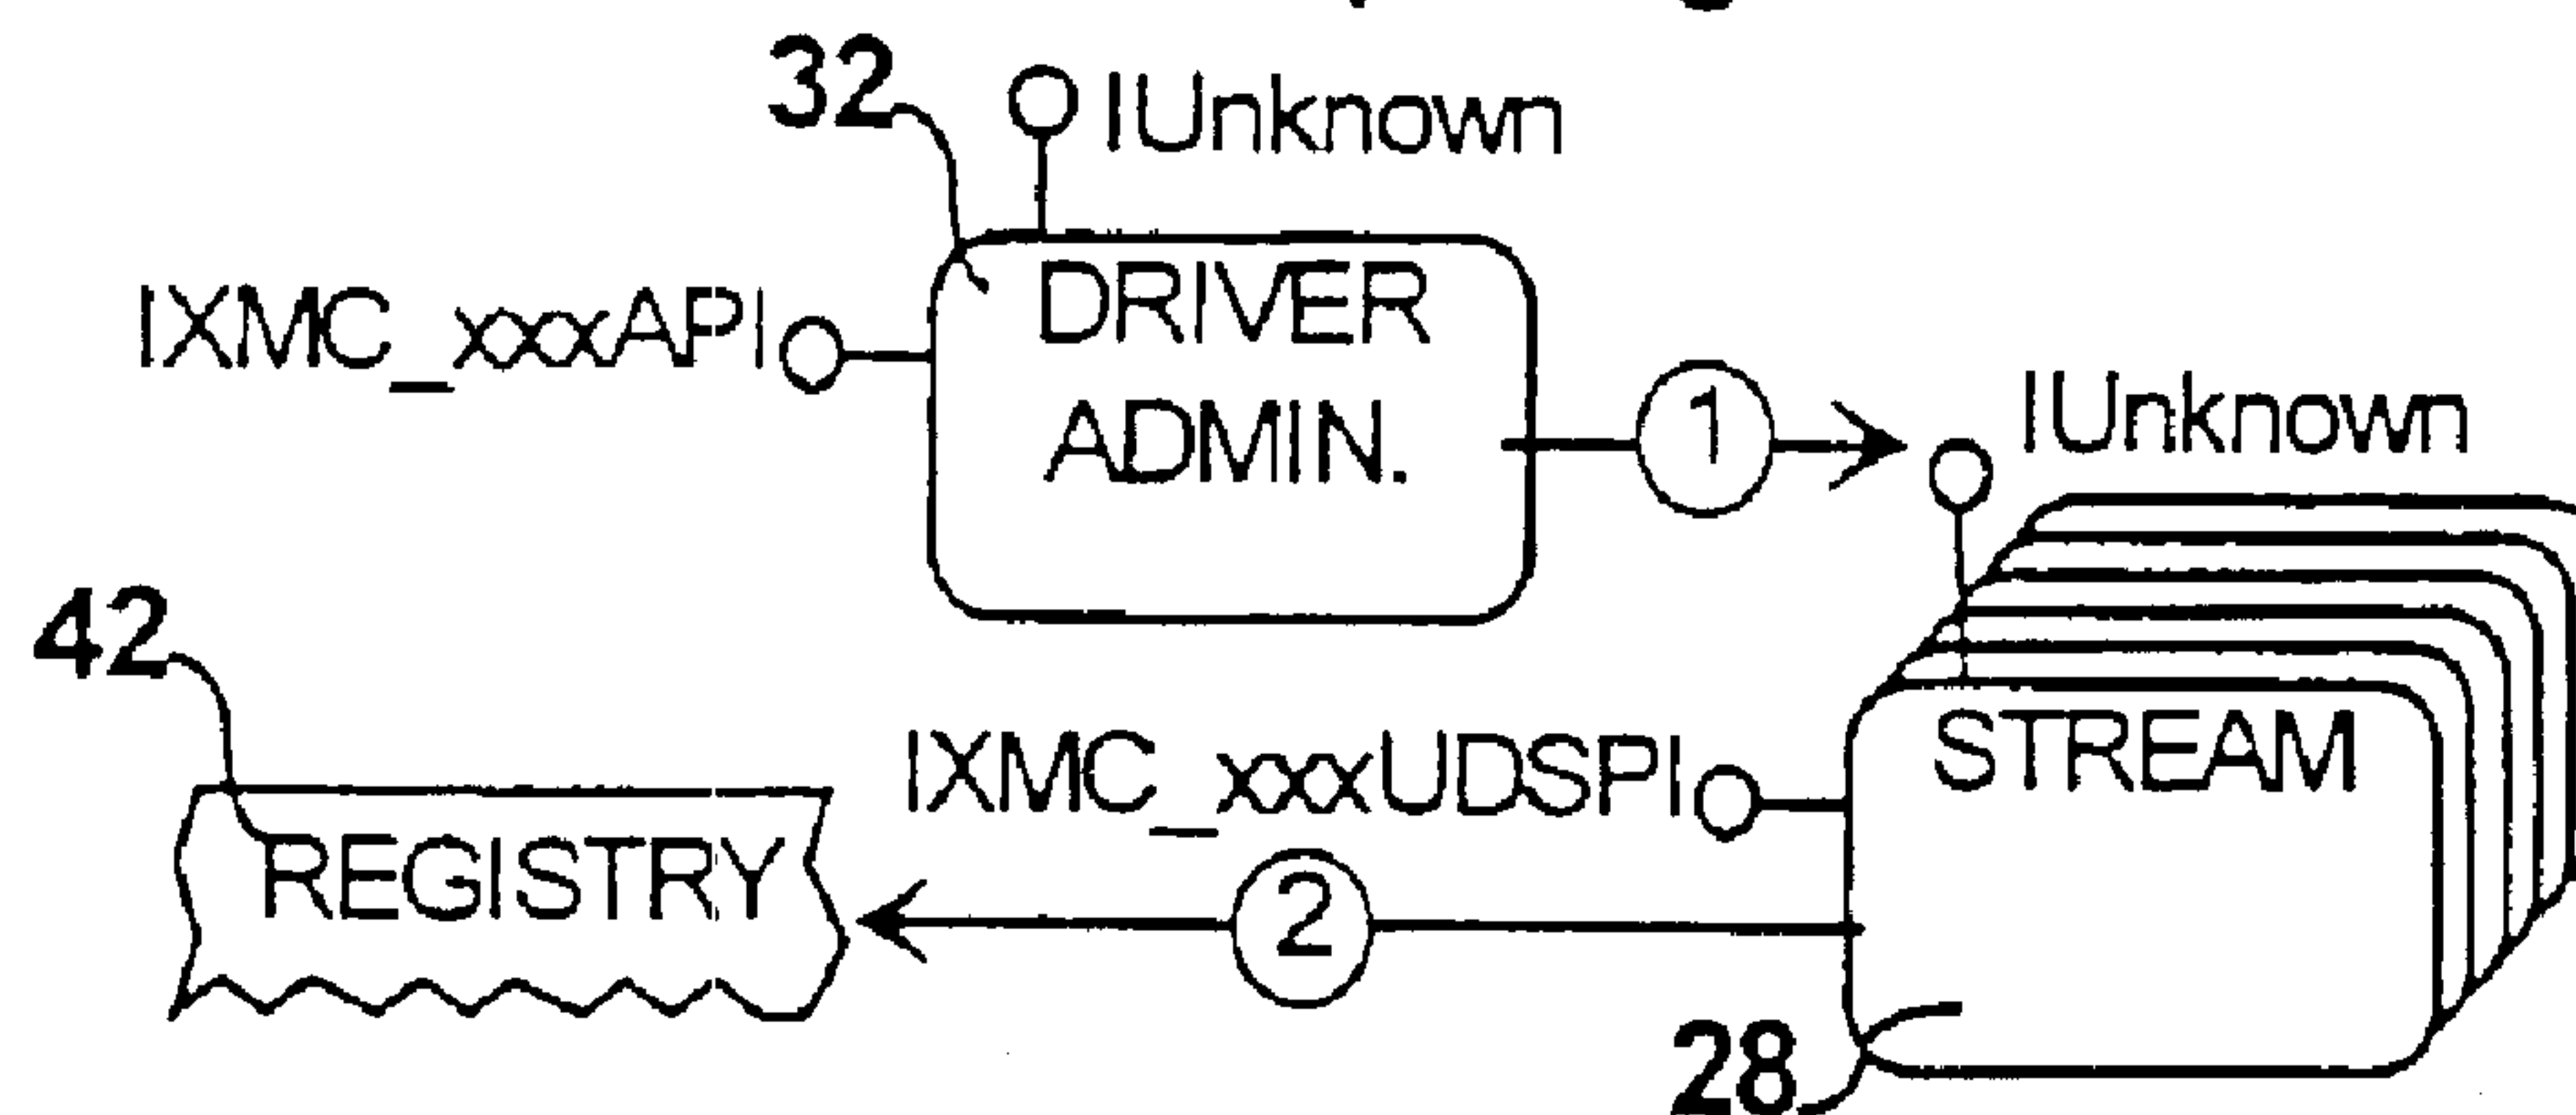 32
IUnknown
IXMC_xxxAPI
DRIVER
ADMIN.
1
IUnknown
42
IXMC_xxxUDSPI
STREAM
REGISTRY
2
28